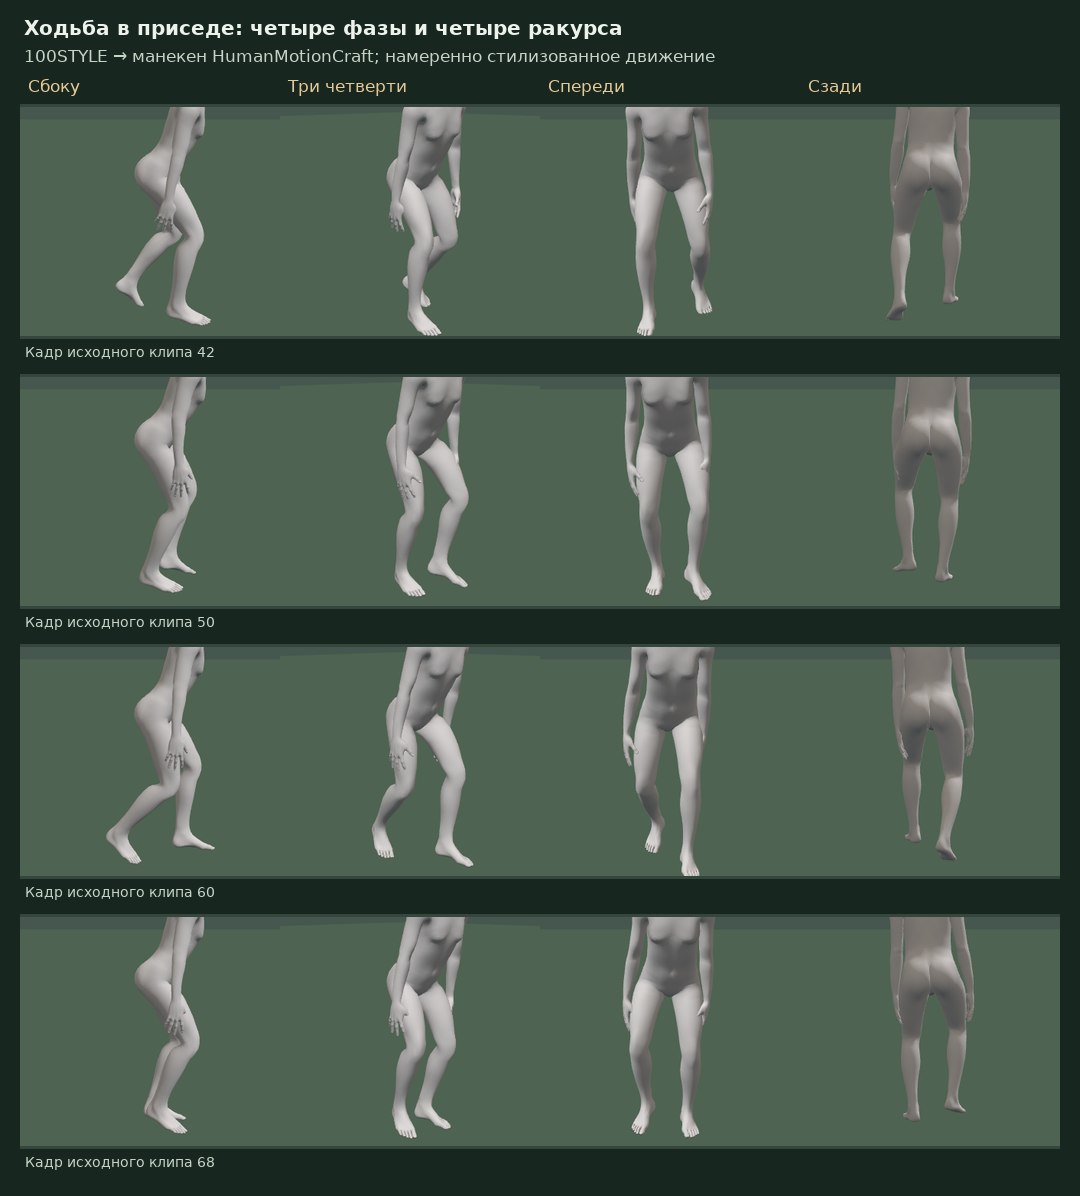 Ходьба в приседе: четыре фазы и четыре ракурса
100STYLE → манекен HumanMotionCraft; намеренно стилизованное движение
Сбоку Три четверти Спереди Сзади
Кадр исходного клипа 42
Кадр исходного клипа 50
Кадр исходного клипа 60
Кадр исходного клипа 68